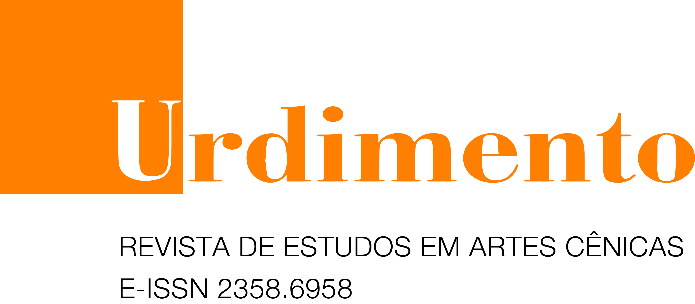 Urdimento
REVISTA DE ESTUDOS EM ARTES CÊNICAS
E-ISSN 2358.6958